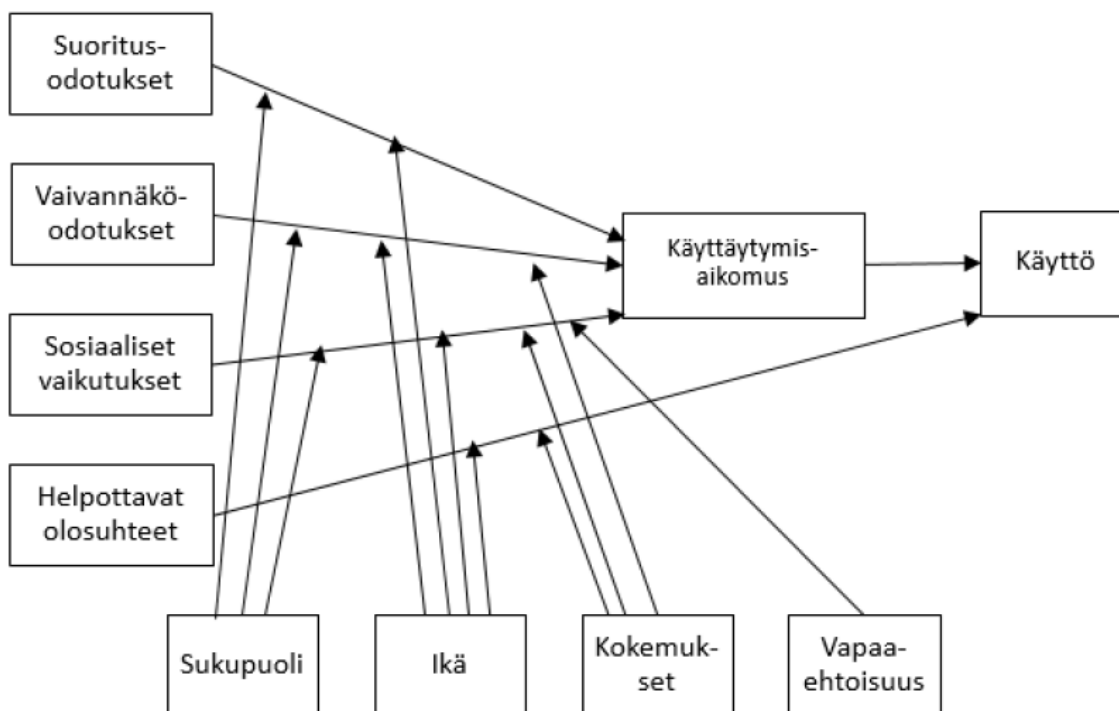 Suoritus-
odotukset
Vaivannäkö-
odotukset
Sosiaaliset
vaikutukset
Helpottavat
olosuhteet
Käyttäytymis-
aikomus
Käyttö
Sukupuoli
Ikä
Kokemuk-
set
Vapaa-
ehtoisuus